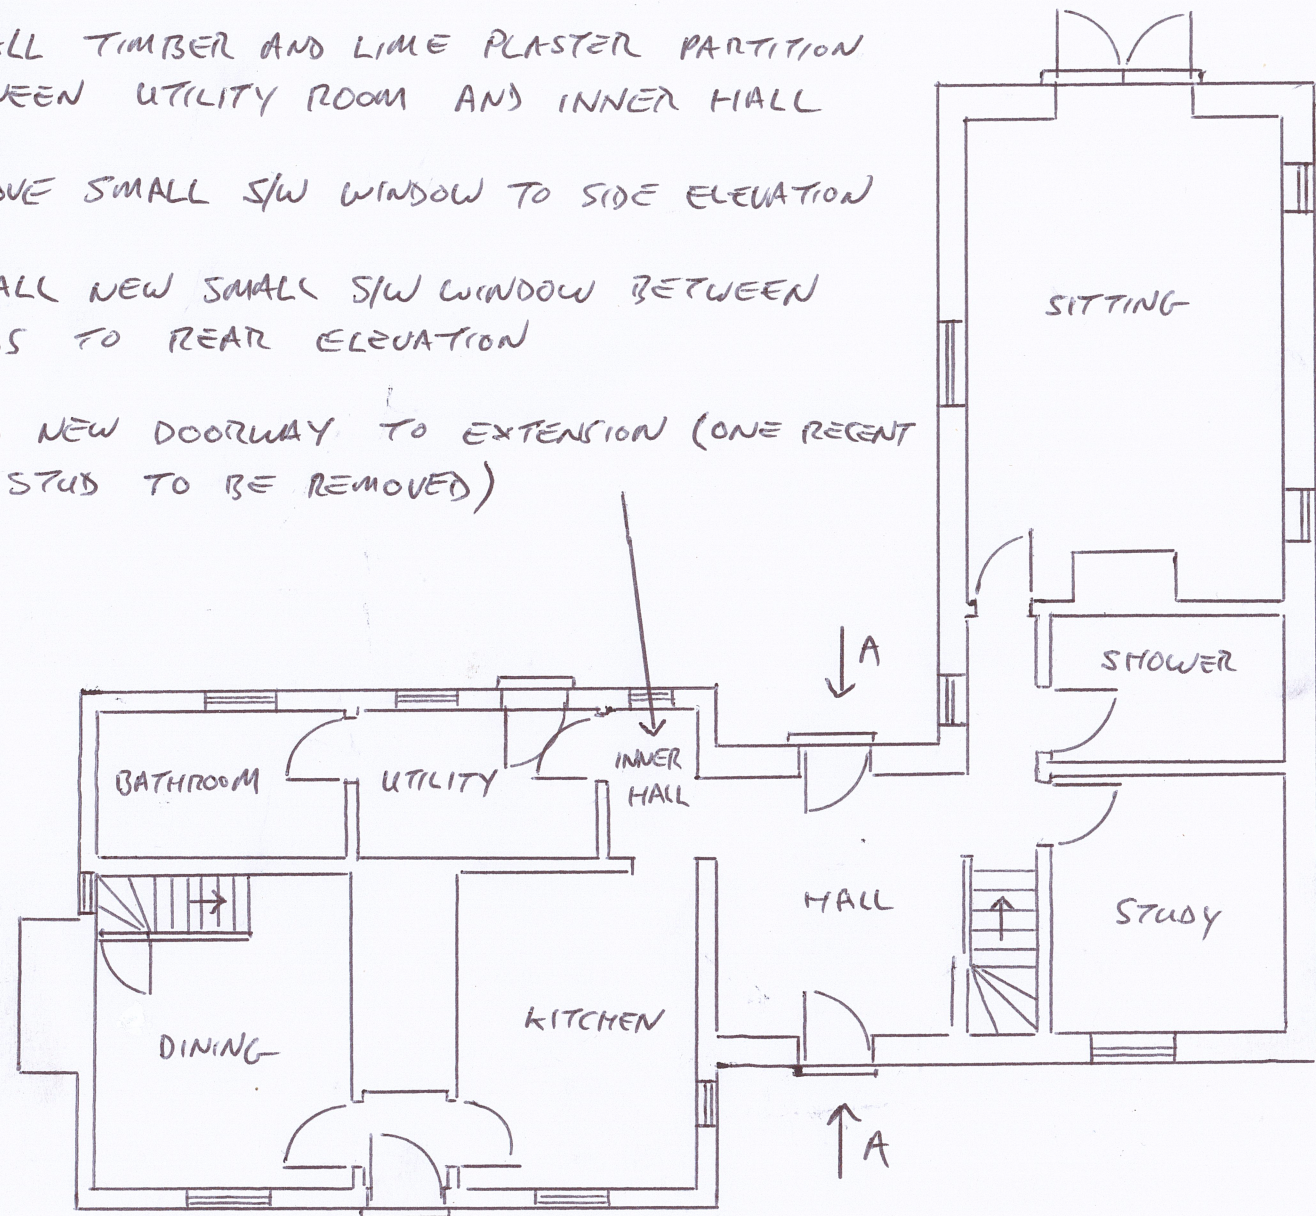 LL TIMBER AND LIME PLASTER PARTITION
EEN UTILITY ROOM AND INNER HALL
OVE SMALL S/W WINDOW TO SIDE ELEVATION
ALL NEW SMALL S/W WINDOW BETWEEN
S TO REAR ELEVATION
NEW DOORWAY TO EXTENSION (ONE RECENT
STUD TO BE REMOVED)
SITTING
A
SHOWER
BATHROOM
UTILITY
INNER
HALL
HALL
STUDY
KITCHEN
DINING
A